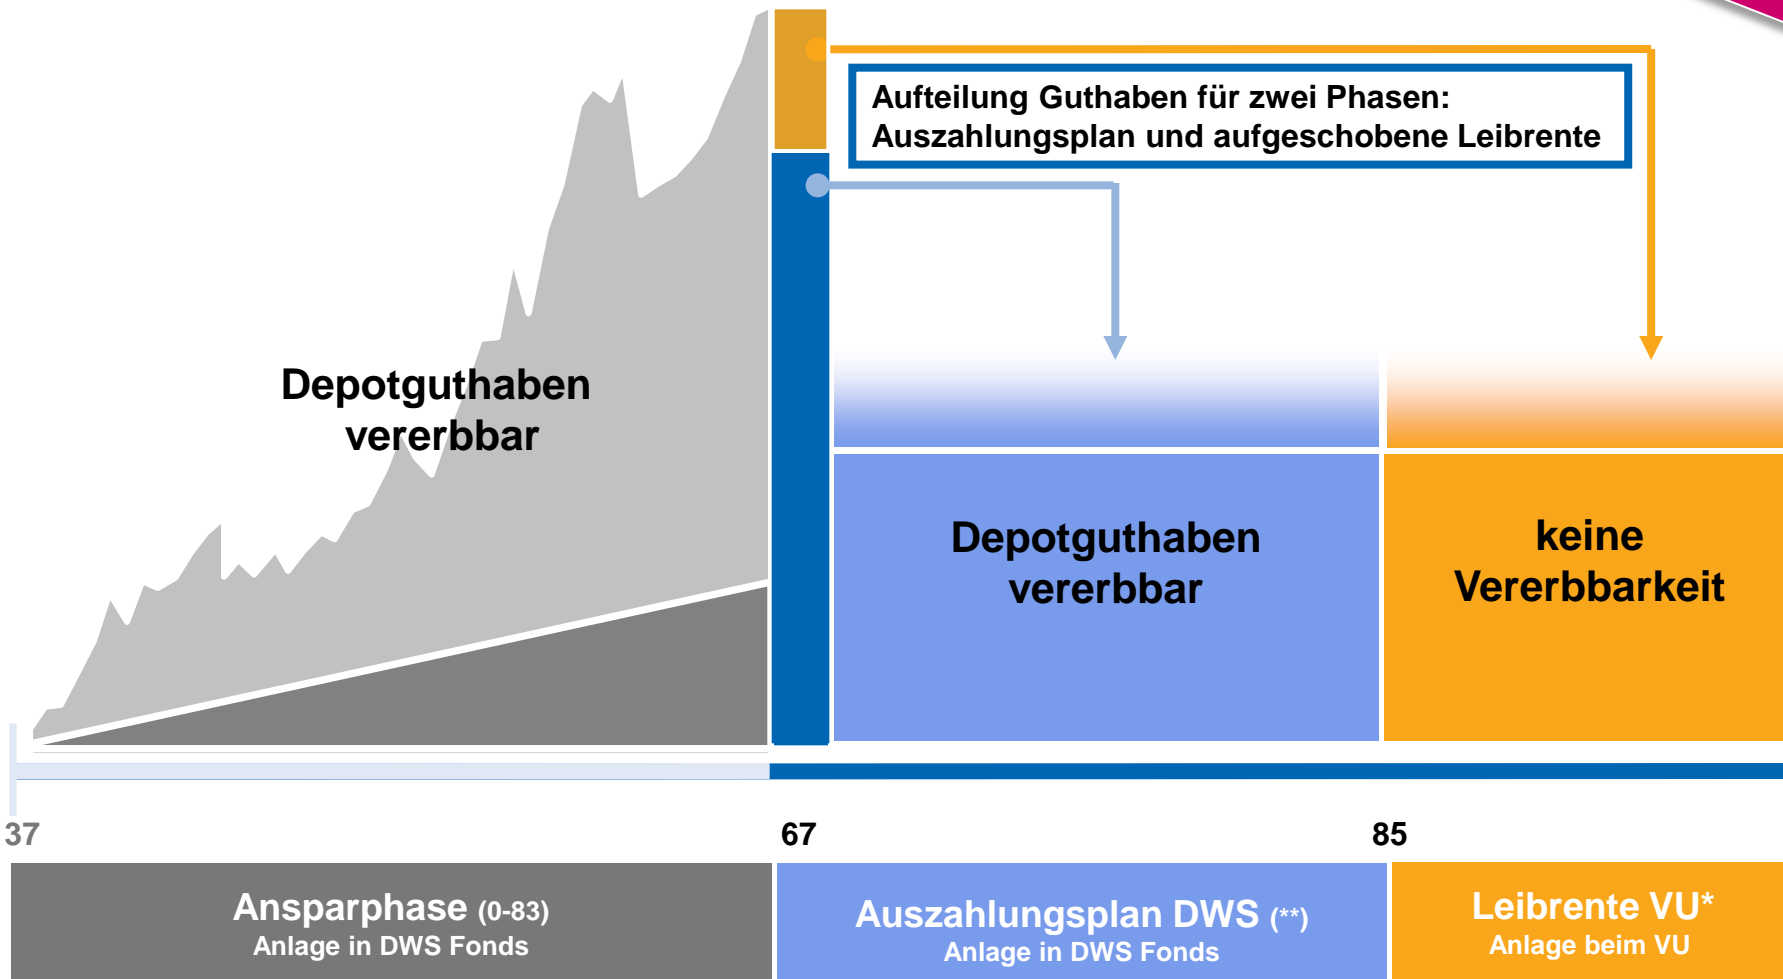 Aufteilung Guthaben für zwei Phasen:
Auszahlungsplan und aufgeschobene Leibrente
Depotguthaben
vererbbar
Depotguthaben
vererbbar
keine
Vererbbarkeit
37
67
85
Ansparphase (0-83)
Anlage in DWS Fonds
Auszahlungsplan DWS (**)
Anlage in DWS Fonds
Leibrente VU*
Anlage beim VU